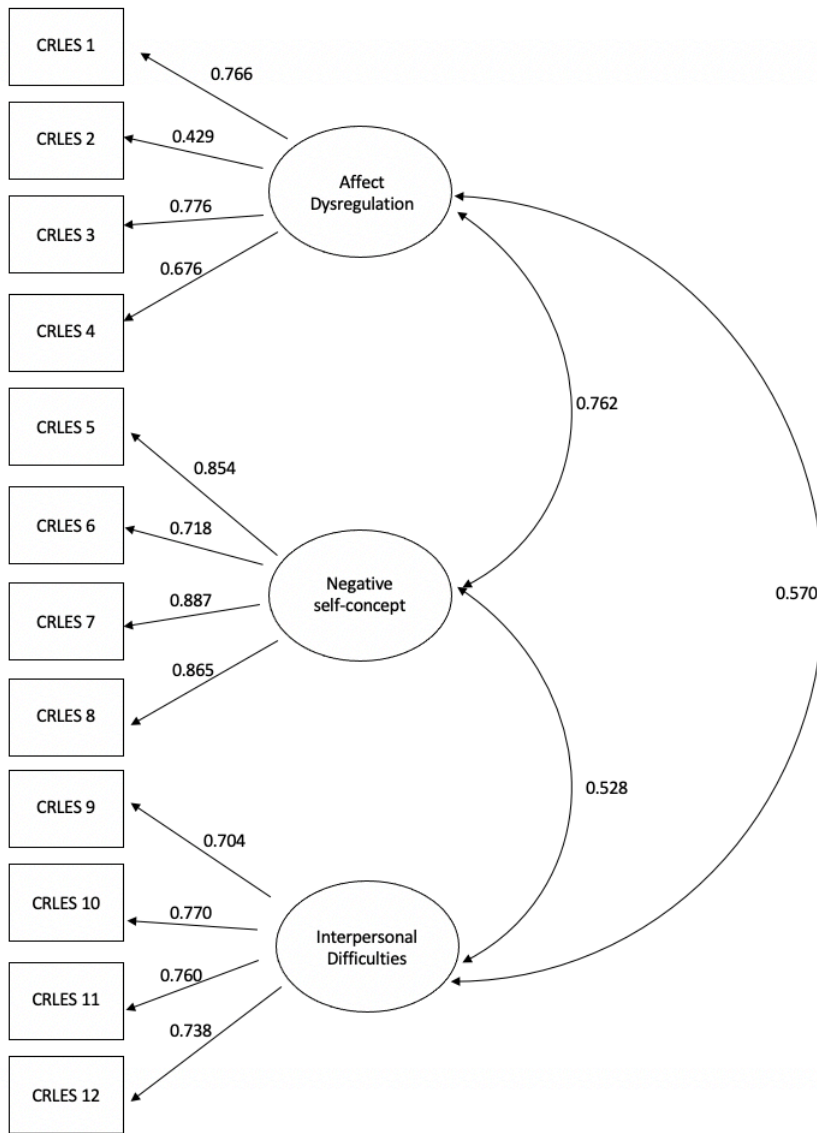 CRLES 1
0.766
CRLES 2
0.429
Affect
Dysregulation
CRLES 3
0.776
0.676
CRLES 4
0.762
CRLES 5
0.854
CRLES 6
0.718
Negative
self-concept
CRLES 7
0.887
0.570
0.865
CRLES 8
0.528
CRLES 9
0.704
CRLES 10
0.770
Interpersonal
Difficulties
0.760
CRLES 11
0.738
CRLES 12